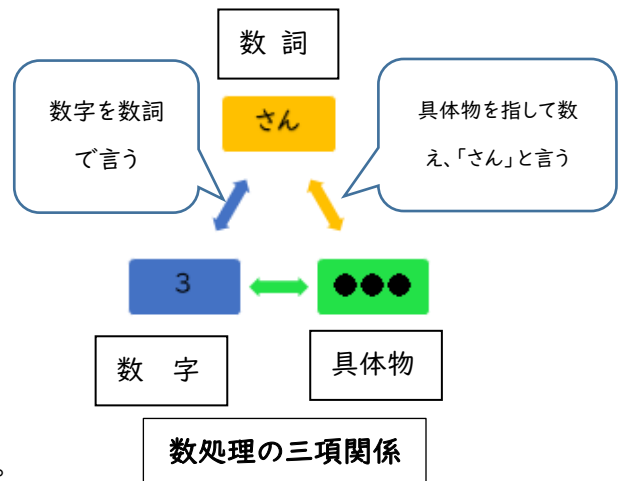 数 詞
数字を数詞
で言う
さん
具体物を指して数
え、「さん」と言う
3
●●●
数 字
具体物
数処理の三項関係
。